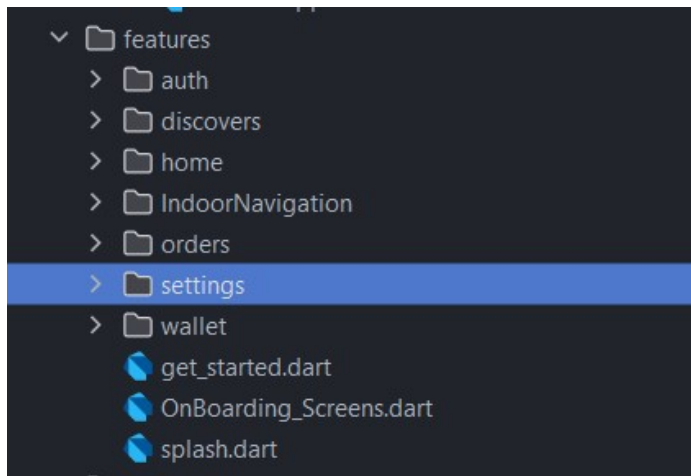 features
auth
discovers
home
IndoorNavigation
orders
settings
wallet
get_started.dart
OnBoarding_Screens.dart
splash.dart